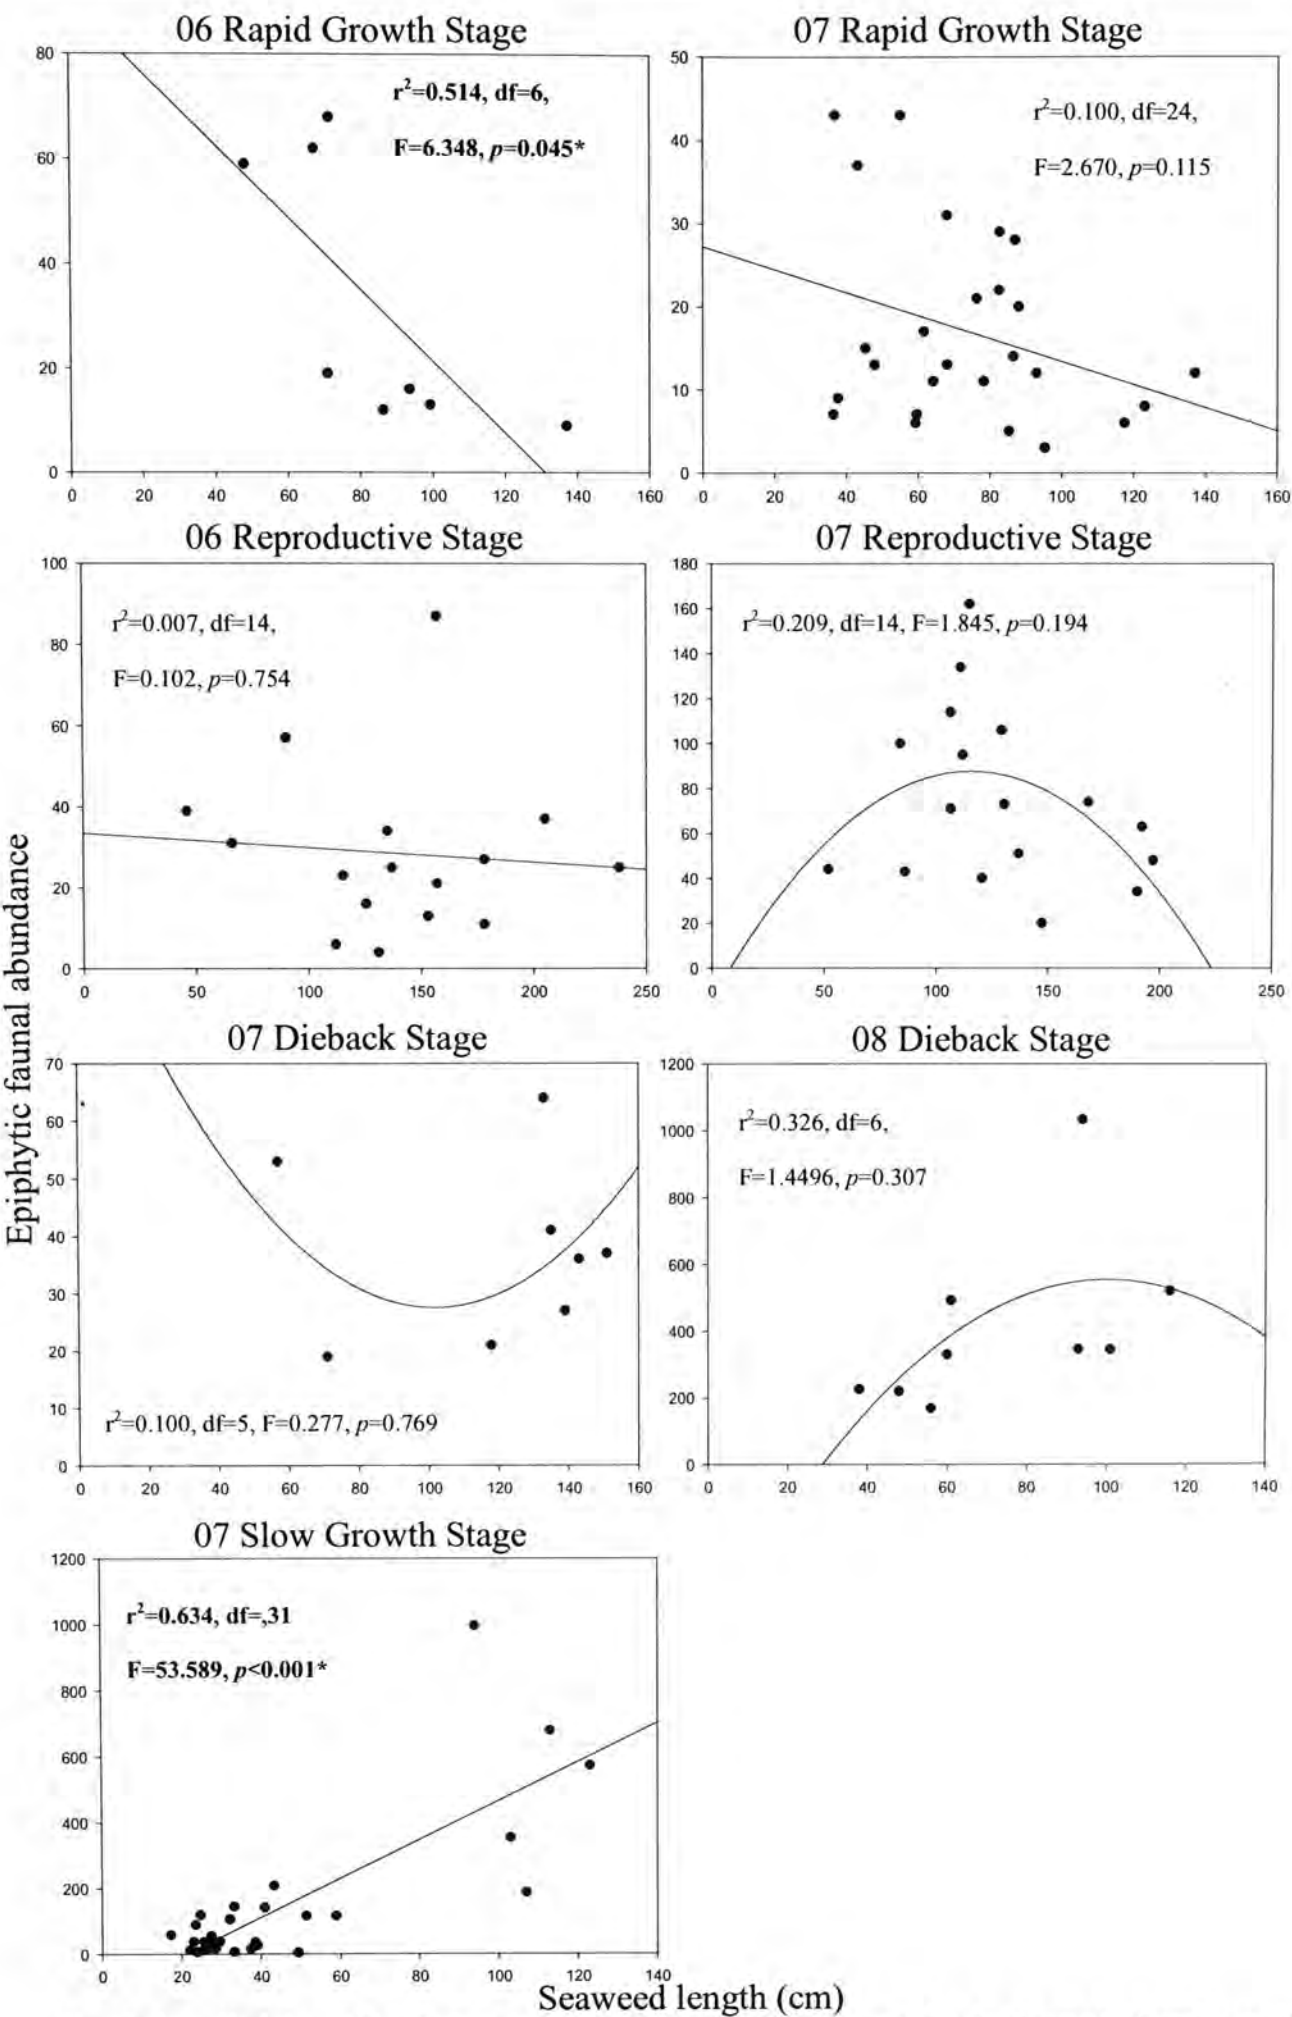 06 Rapid Growth Stage
80
60
40
20
0
r²=0.514, df=6,
F=6.348, p=0.045*
0 20 40 60 80 100 120 140 160
07 Rapid Growth Stage
50
40
30
20
10
0
r²=0.100, df=24,
F=2.670, p=0.115
0 20 40 60 80 100 120 140 160
06 Reproductive Stage
100
80
60
40
20
0
r²=0.007, df=14,
F=0.102, p=0.754
0 50 100 150 200 250
07 Reproductive Stage
180
160
140
120
100
80
60
40
20
0
r²=0.209, df=14, F=1.845, p=0.194
0 50 100 150 200 250
Epiphytic faunal abundance
07 Dieback Stage
70
60
50
40
30
20
10
0
r²=0.100, df=5, F=0.277, p=0.769
0 20 40 60 80 100 120 140 160
08 Dieback Stage
1200
1000
800
600
400
200
0
r²=0.326, df=6,
F=1.4496, p=0.307
0 20 40 60 80 100 120 140
07 Slow Growth Stage
1200
1000
800
600
400
200
0
r²=0.634, df=,31
F=53.589, p<0.001*
0 20 40 60 80 100 120 140
Seaweed length (cm)